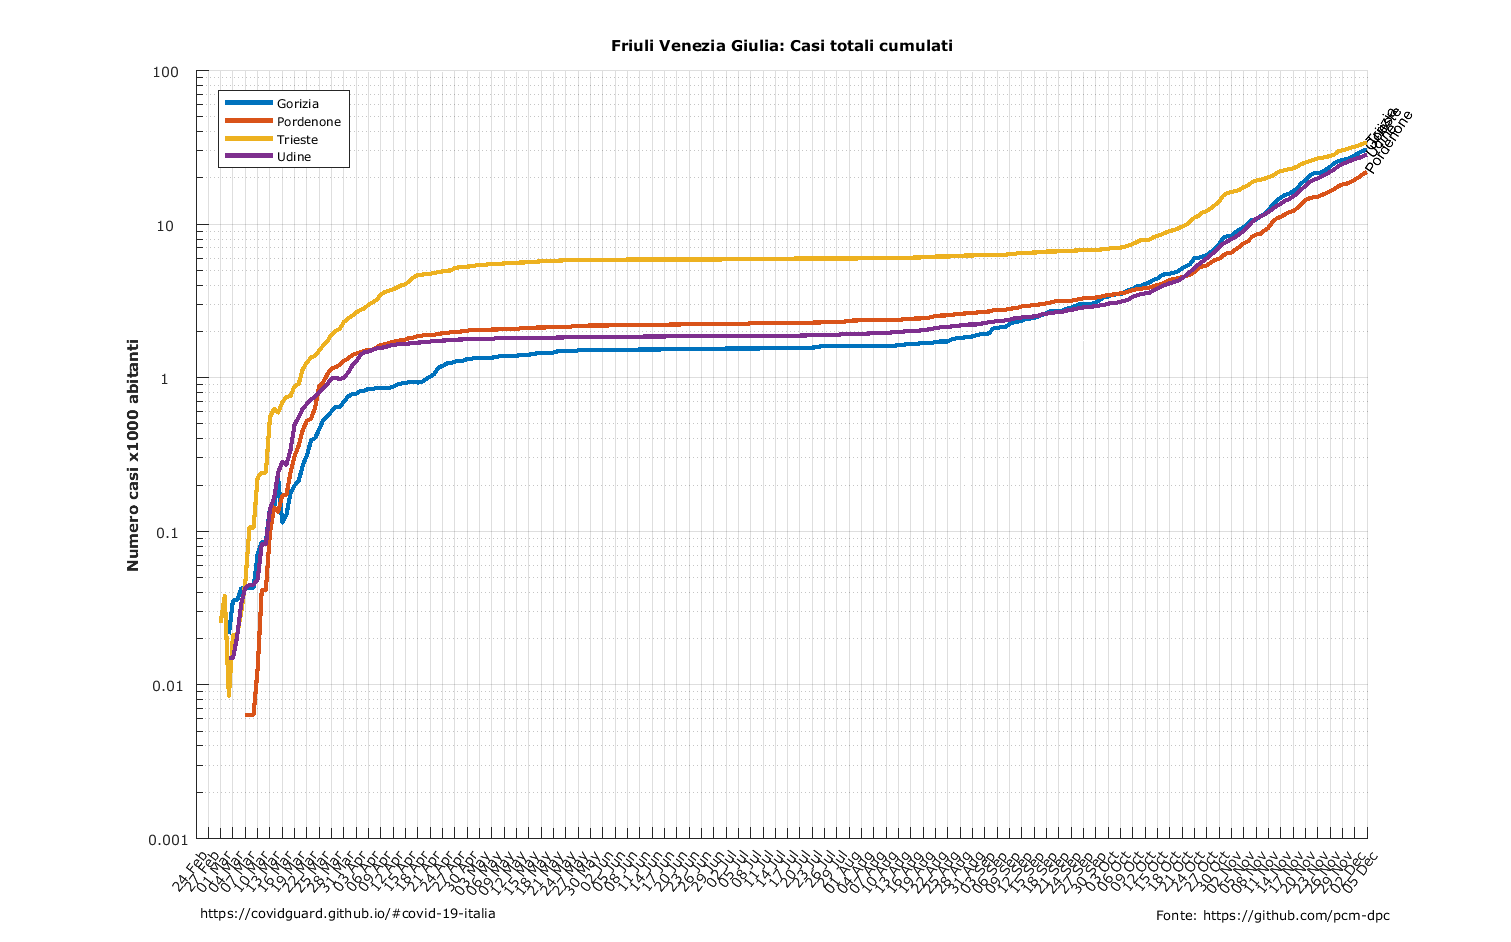 Friuli Venezia Giulia: Casi totali cumulati
Numero casi x1000 abitanti
100
10
1
0.1
0.01
0.001
Gorizia
Pordenone
Trieste
Udine
Trieste
Gorizia
Udine
Pordenone
24 Feb
27 Feb
01 Mar
04 Mar
07 Mar
10 Mar
13 Mar
16 Mar
19 Mar
22 Mar
25 Mar
28 Mar
31 Mar
03 Apr
06 Apr
09 Apr
12 Apr
15 Apr
18 Apr
21 Apr
24 Apr
27 Apr
30 Apr
03 May
06 May
09 May
12 May
15 May
18 May
21 May
24 May
27 May
30 May
02 Jun
05 Jun
08 Jun
11 Jun
14 Jun
17 Jun
20 Jun
23 Jun
26 Jun
29 Jun
02 Jul
05 Jul
08 Jul
11 Jul
14 Jul
17 Jul
20 Jul
23 Jul
26 Jul
29 Jul
01 Aug
04 Aug
07 Aug
10 Aug
13 Aug
16 Aug
19 Aug
22 Aug
25 Aug
28 Aug
31 Aug
03 Sep
06 Sep
09 Sep
12 Sep
15 Sep
18 Sep
21 Sep
24 Sep
27 Sep
30 Sep
03 Oct
06 Oct
09 Oct
12 Oct
15 Oct
18 Oct
21 Oct
24 Oct
27 Oct
30 Oct
02 Nov
05 Nov
08 Nov
11 Nov
14 Nov
17 Nov
20 Nov
23 Nov
26 Nov
29 Nov
02 Dec
05 Dec
https://covidguard.github.io/#covid-19-italia
Fonte: https://github.com/pcm-dpc